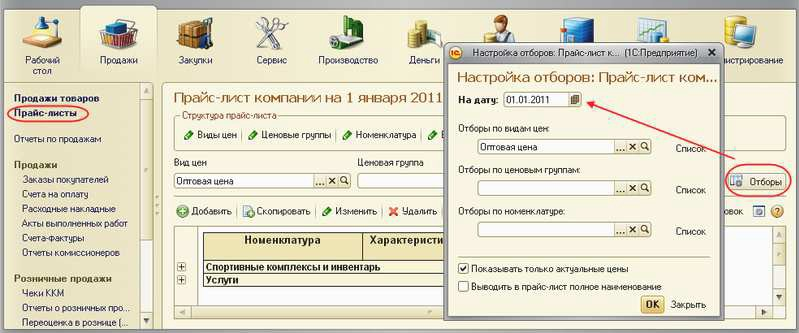 Рабочий стол
Продажи
Закупки
Сервис
Производство
Деньги
нистрирование
Продажи товаров
Прайс-листы
Отчеты по продажам
Продажи
Заказы покупателей
Счета на оплату
Расходные накладные
Акты выполненных работ
Счета-фактуры
Отчеты комиссионеров
Розничные продажи
Чеки ККМ
Отчеты о розничных про...
Переоценка в рознице (...
Прайс-лист компании на 1 января 2011
Структура прайс-листа
Виды цен
Ценовые группы
Номенклатура
Вид цен
Ценовая группа
Оптовая цена
... x
Отборы
Добавить
Скопировать
Изменить
Удалить
овок
Номенклатура
Характеристи
Спортивные комплексы и инвентарь
Услуги
Настройка отборов: Прайс-лист к... (1С:Предприятие)
Настройка отборов: Прайс-лист ком...
На дату: 01.01.2011
Отборы по видам цен:
Оптовая цена ... x Список
Отборы по ценовым группам:
... x Список
Отборы по номенклатуре:
... x Список
Показывать только актуальные цены
Выводить в прайс-лист полное наименование
ОК Закрыть